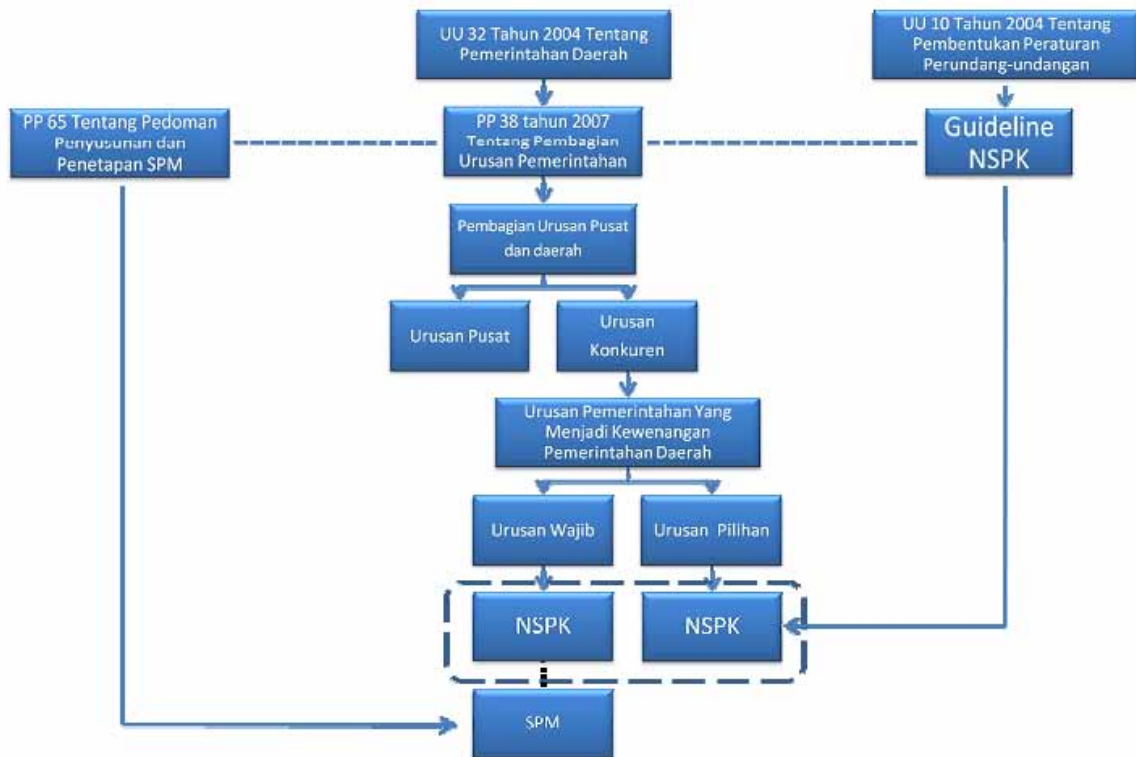 UU 32 Tahun 2004 Tentang
Pemerintahan Daerah
UU 10 Tahun 2004 Tentang
Pembentukan Peraturan
Perundang-undangan
PP 65 Tentang Pedoman
Penyusunan dan
Penetapan SPM
PP 38 tahun 2007
Tentang Pembagian
Urusan Pemerintahan
Guideline
NSPK
Pembagian Urusan Pusat
dan daerah
Urusan Pusat
Urusan
Konkuren
Urusan Pemerintahan Yang
Menjadi Kewenangan
Pemerintahan Daerah
Urusan Wajib
Urusan Pilihan
NSPK
NSPK
SPM